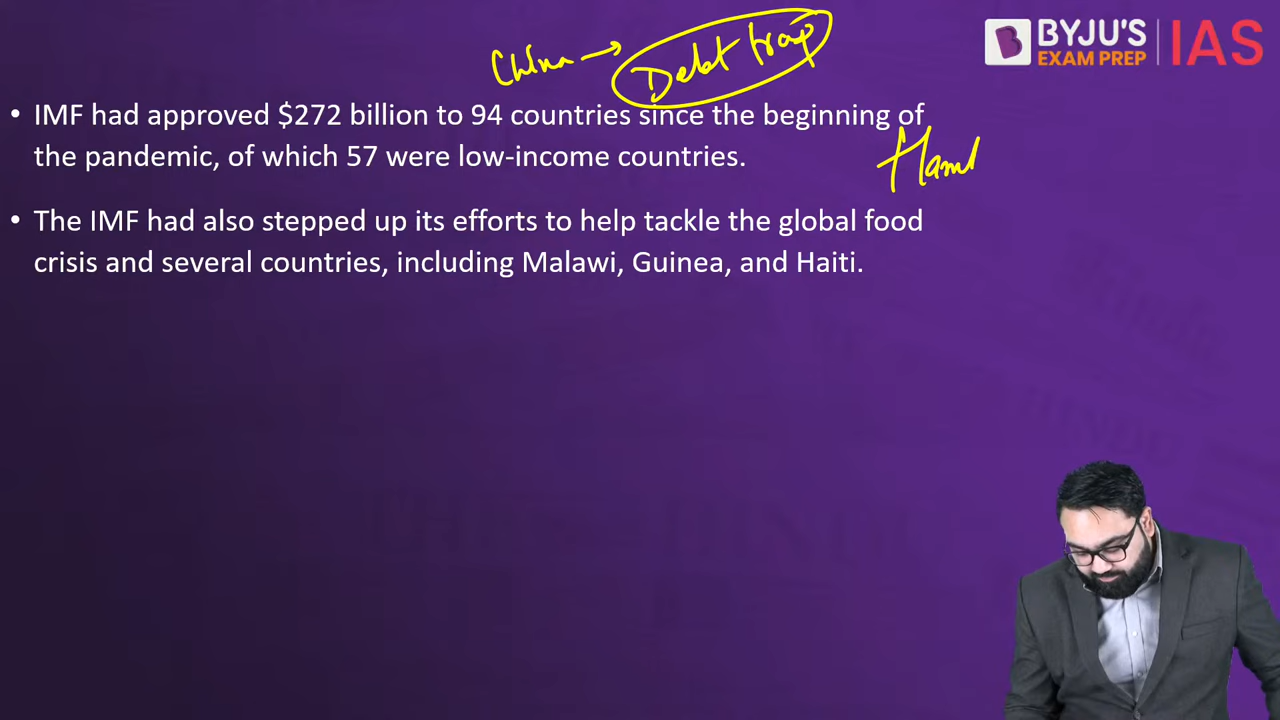 China → Debt trap
BYJU'S
EXAM PREP
IAS
• IMF had approved $272 billion to 94 countries since the beginning of
the pandemic, of which 57 were low-income countries.
Ham
• The IMF had also stepped up its efforts to help tackle the global food
crisis and several countries, including Malawi, Guinea, and Haiti.